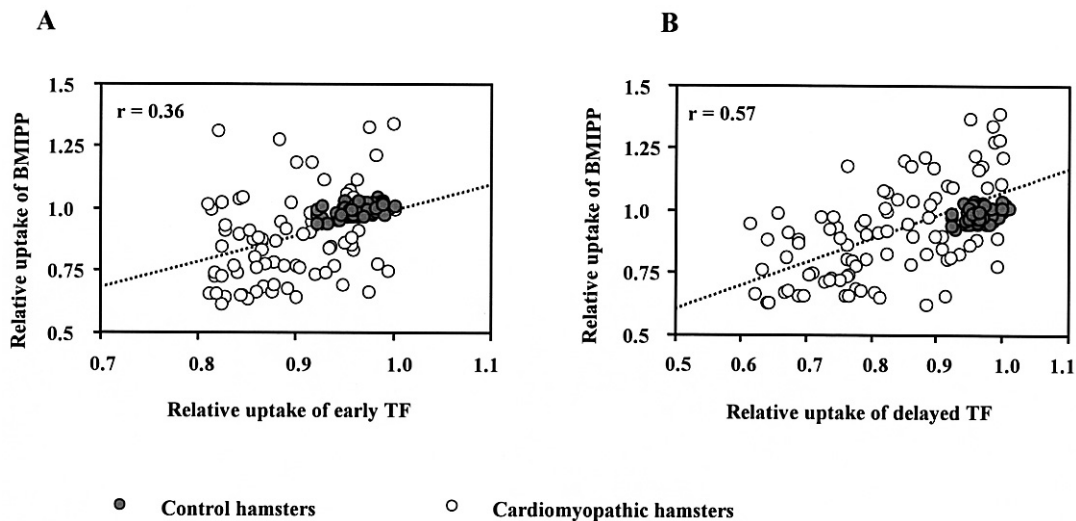 A
B
1.5
1.25
1.0
0.75
0.5
r = 0.36
Relative uptake of BMIPP
0.7 0.8 0.9 1.0 1.1
Relative uptake of early TF
1.5
1.25
1.0
0.75
0.5
r = 0.57
Relative uptake of BMIPP
0.5 0.6 0.7 0.8 0.9 1.0 1.1
Relative uptake of delayed TF
Control hamsters
Cardiomyopathic hamsters